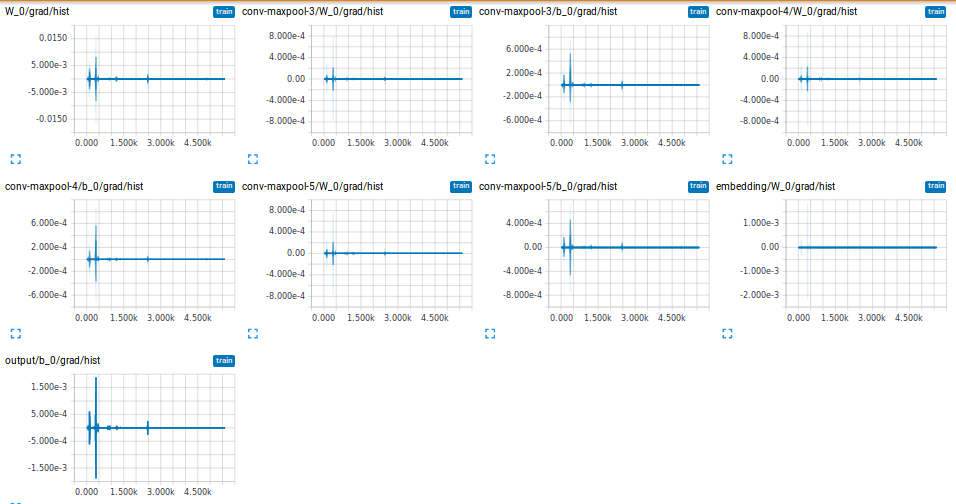 W_0/grad/hist train
0.0150
5.000e-3
-5.000e-3
-0.0150
0.000 1.500k 3.000k 4.500k
conv-maxpool-3/W_0/grad/hist train
8.000e-4
4.000e-4
0.00
-4.000e-4
-8.000e-4
0.000 1.500k 3.000k 4.500k
conv-maxpool-3/b_0/grad/hist train
6.000e-4
2.000e-4
-2.000e-4
-6.000e-4
0.000 1.500k 3.000k 4.500k
conv-maxpool-4/W_0/grad/hist train
8.000e-4
4.000e-4
0.00
-4.000e-4
-8.000e-4
0.000 1.500k 3.000k 4.500k
conv-maxpool-4/b_0/grad/hist train
6.000e-4
2.000e-4
-2.000e-4
-6.000e-4
0.000 1.500k 3.000k 4.500k
conv-maxpool-5/W_0/grad/hist train
8.000e-4
4.000e-4
0.00
-4.000e-4
-8.000e-4
0.000 1.500k 3.000k 4.500k
conv-maxpool-5/b_0/grad/hist train
4.000e-4
0.00
-4.000e-4
-8.000e-4
0.000 1.500k 3.000k 4.500k
embedding/W_0/grad/hist train
1.000e-3
0.00
-1.000e-3
-2.000e-3
0.000 1.500k 3.000k 4.500k
output/b_0/grad/hist train
1.500e-3
5.000e-4
-5.000e-4
-1.500e-3
0.000 1.500k 3.000k 4.500k